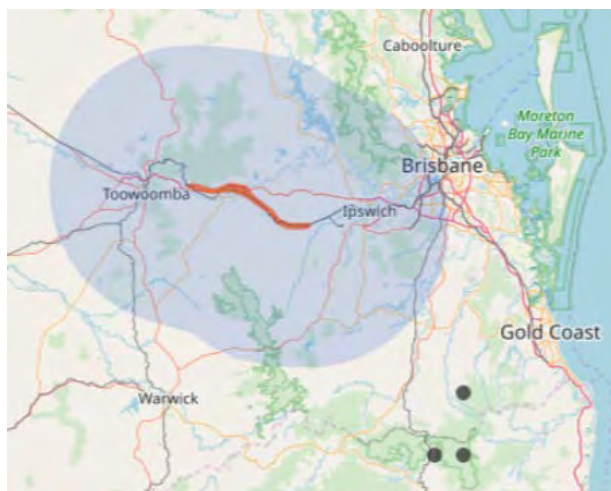 Caboolture
Moreton
Bay Marine
Park
Brisbane
Toowoomba
Ipswich
Gold Coast
Warwick